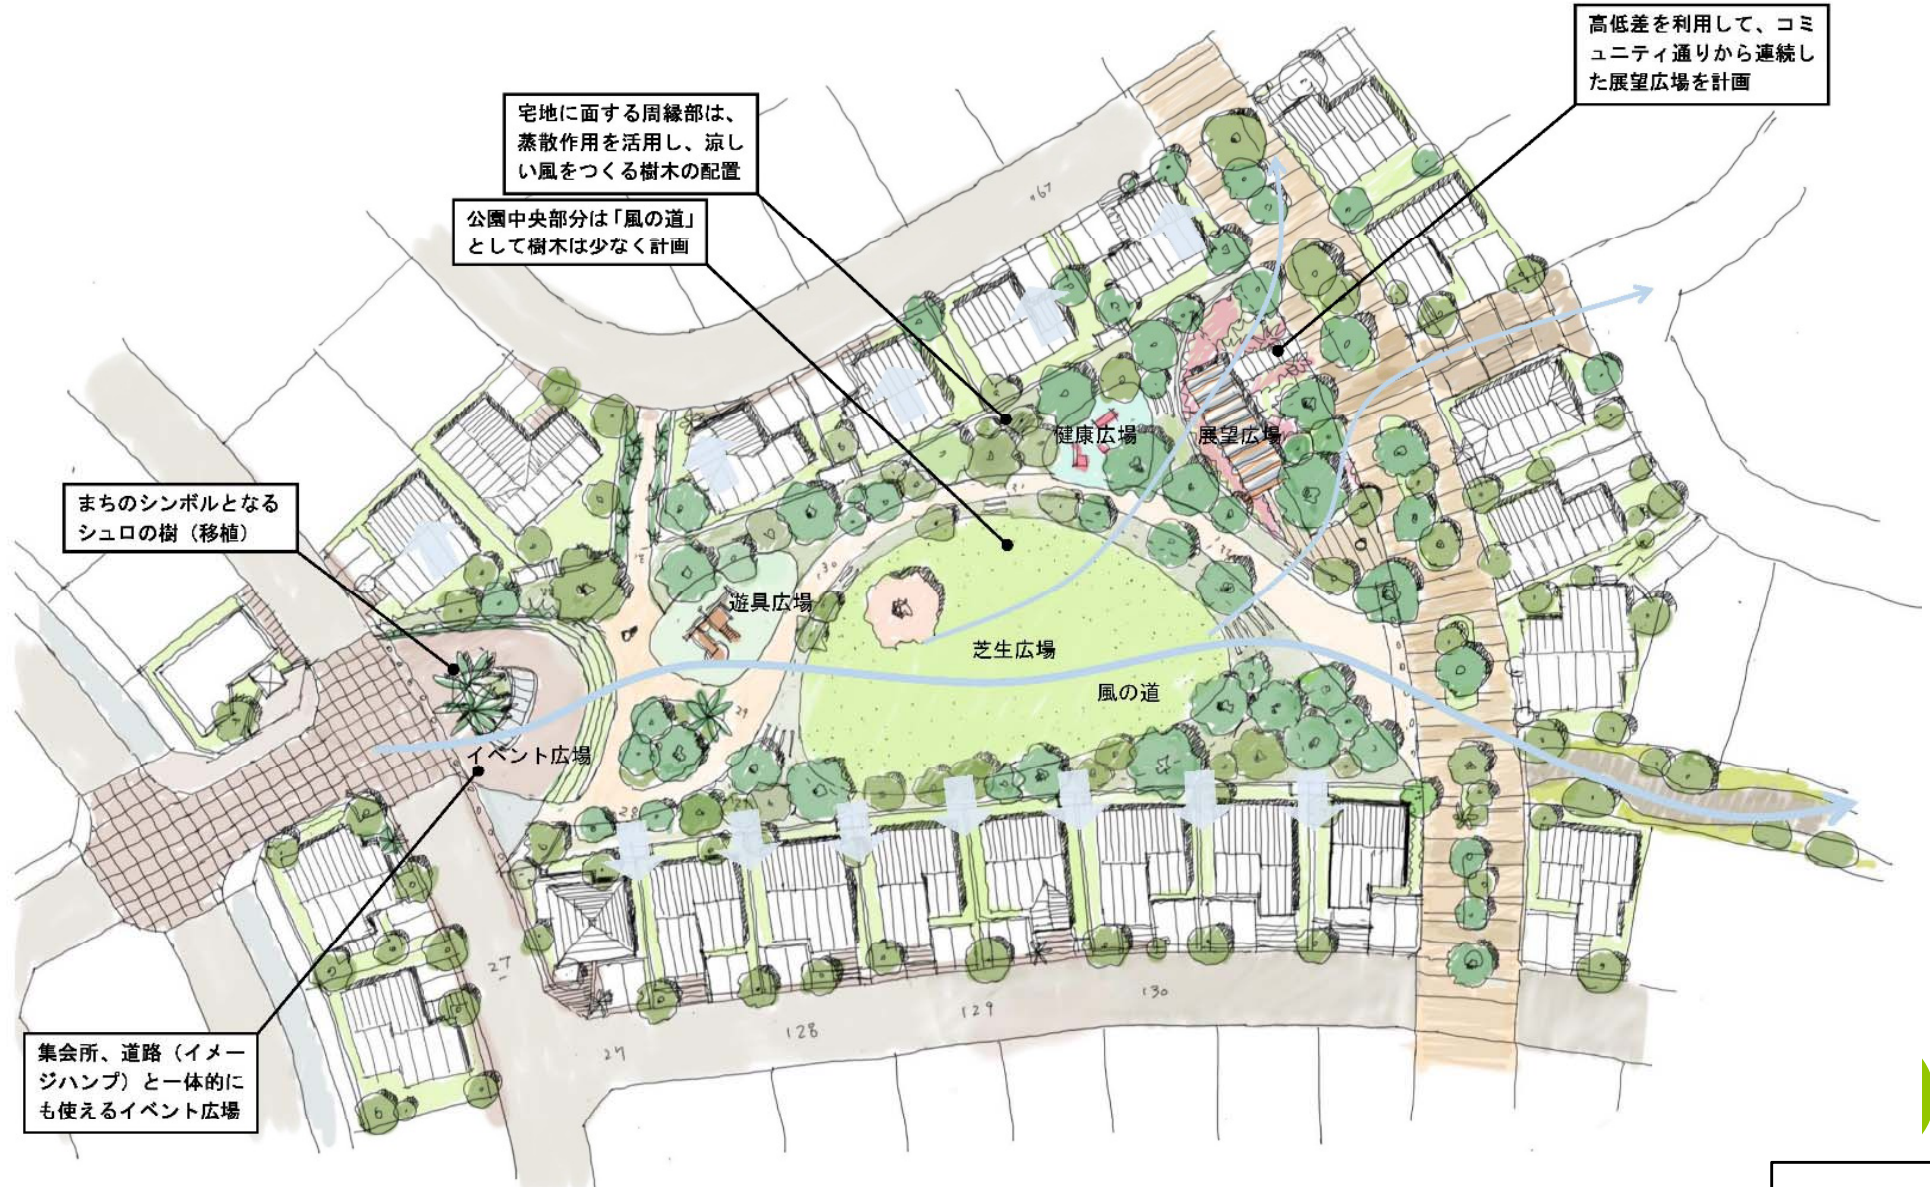 高低差を利用して、コミ
ュニティ通りから連続し
た展望広場を計画
宅地に面する周縁部は、
蒸散作用を活用し、涼し
い風をつくる樹木の配置
公園中央部分は「風の道」
として樹木は少なく計画
まちのシンボルとなる
シュロの樹（移植）
健康広場
展望広場
遊具広場
芝生広場
風の道
イベント広場
集会所、道路（イメー
ジハンプ）と一体的に
も使えるイベント広場
130
29
28
27
128
129
130